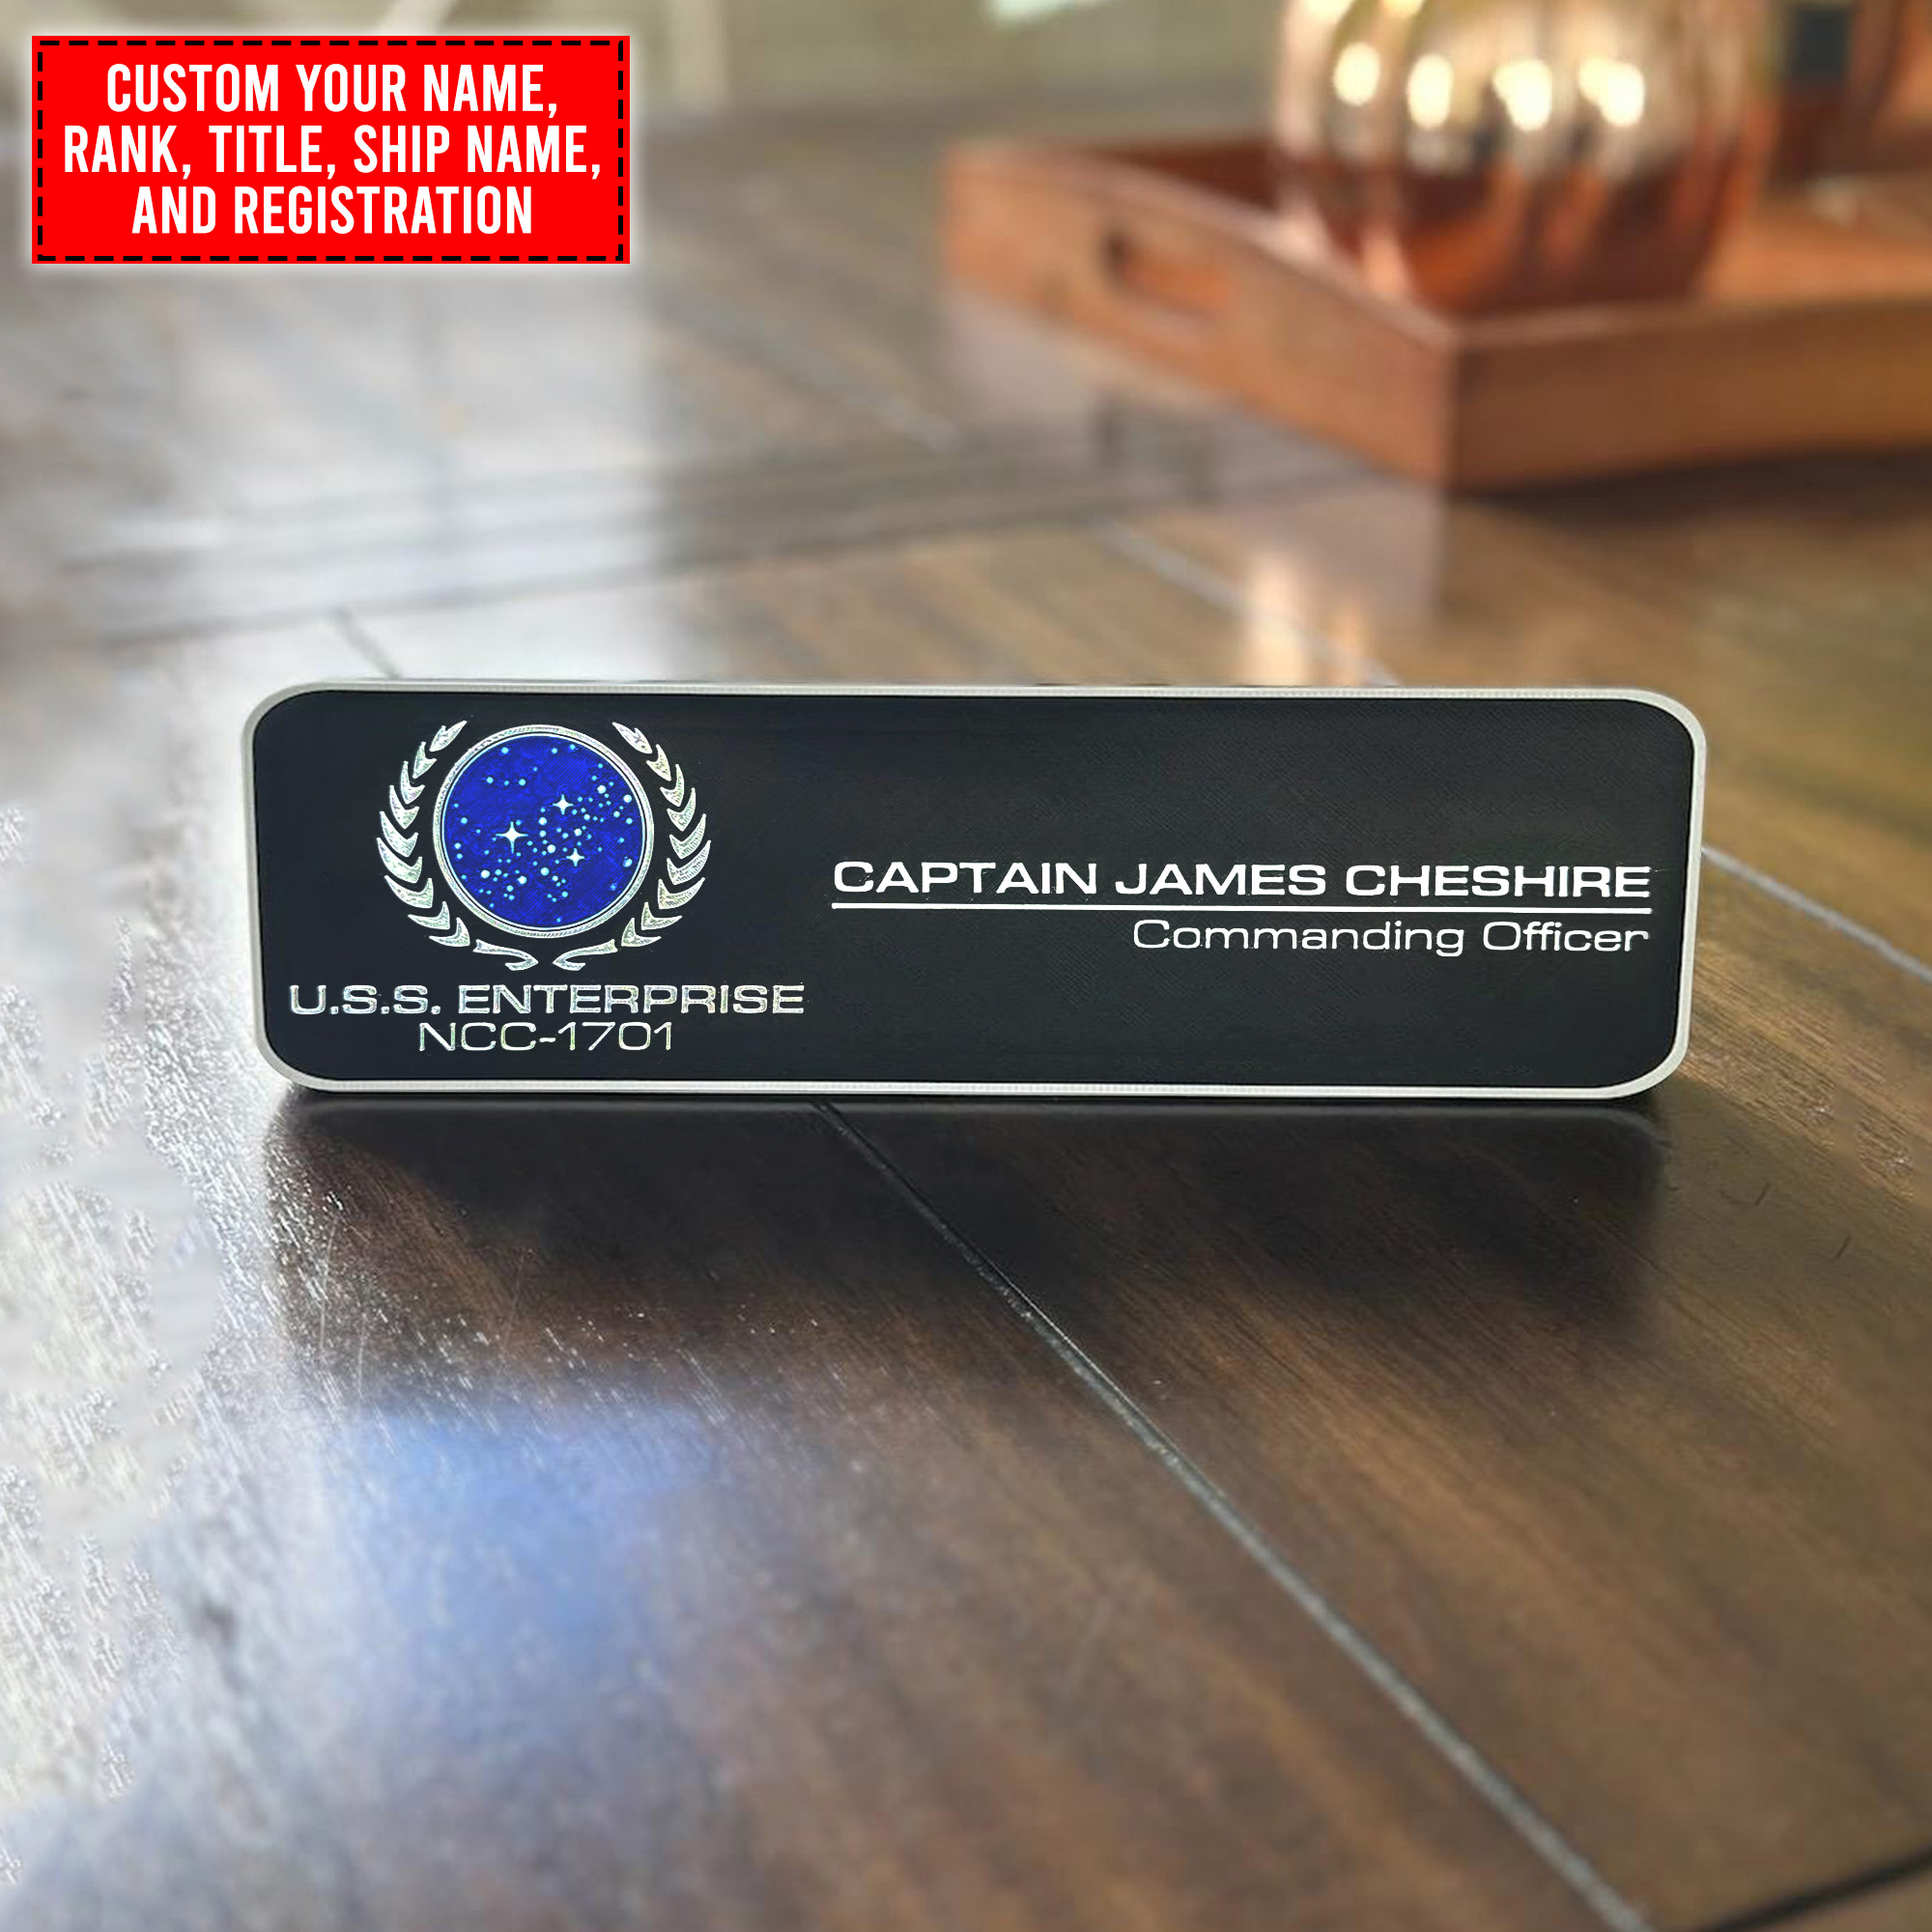 CUSTOM YOUR NAME,
RANK, TITLE, SHIP NAME,
AND REGISTRATION
U.S.S. ENTERPRISE
NCC-1701
CAPTAIN JAMES CHESHIRE
Commanding Officer